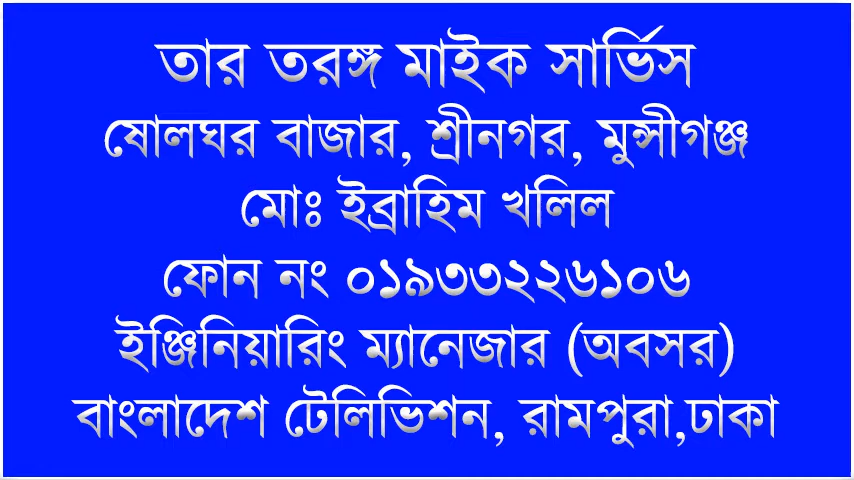 তার তরঙ্গ মাইক সার্ভিস
ষোলঘর বাজার, শ্রীনগর, মুন্সীগঞ্জ
মোঃ ইব্রাহিম খলিল
ফোন নং ০১৯৩৩২২৬১০৬
ইঞ্জিনিয়ারিং ম্যানেজার (অবসর)
বাংলাদেশ টেলিভিশন, রামপুরা,ঢাকা